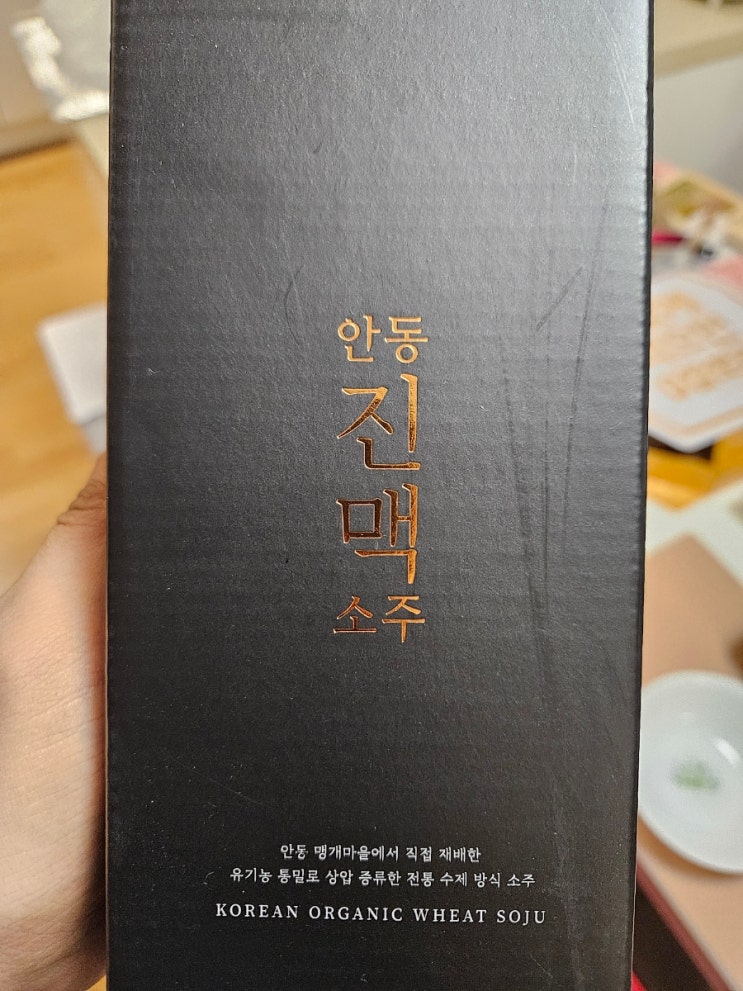 안동
진
맥
소주
안동 맹개마을에서 직접 재배한
유기농 통밀로 상압 증류한 전통 수제 방식 소주
KOREAN ORGANIC WHEAT SOJU